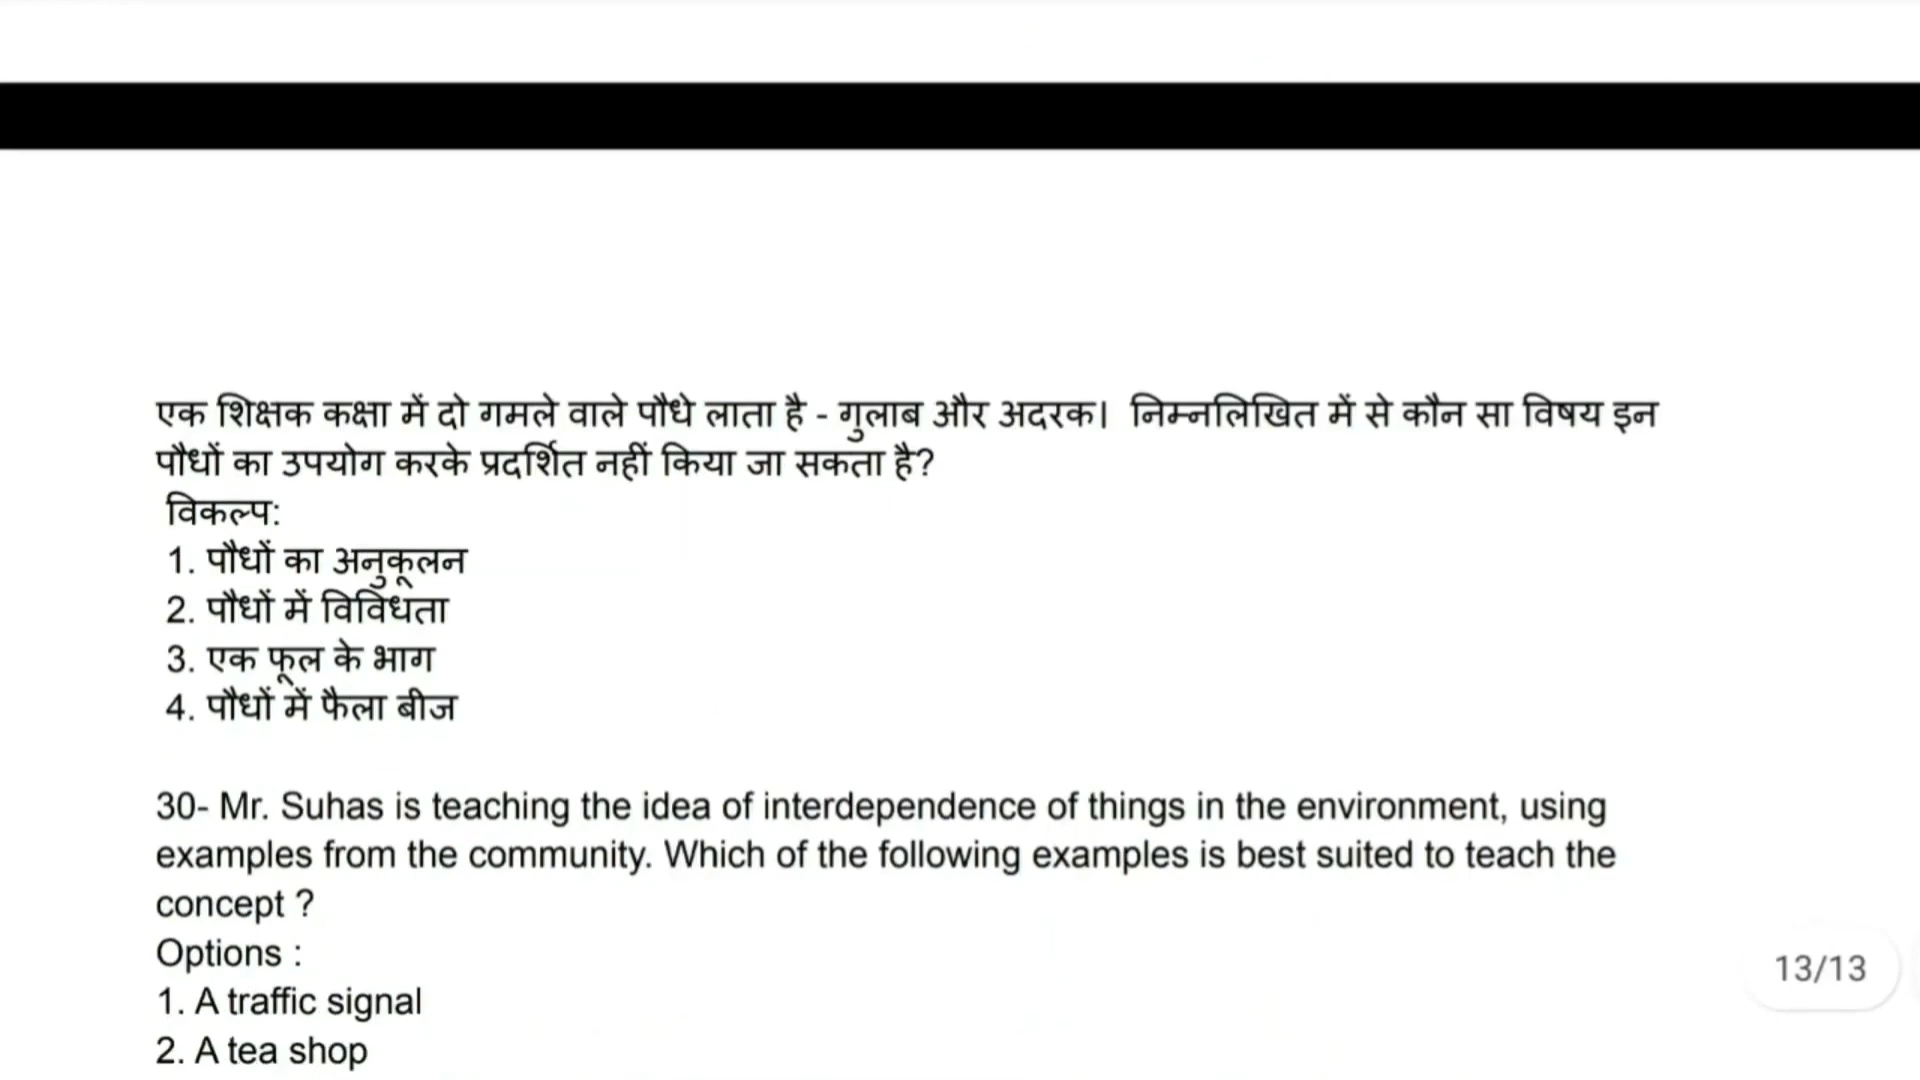 एक शिक्षक कक्षा में दो गमले वाले पौधे लाता है - गुलाब और अदरक। निम्नलिखित में से कौन सा विषय इन
पौधों का उपयोग करके प्रदर्शित नहीं किया जा सकता है?
विकल्प:
1. पौधों का अनुकूलन
2. पौधों में विविधता
3. एक फूल के भाग
4. पौधों में फैला बीज
30- Mr. Suhas is teaching the idea of interdependence of things in the environment, using
examples from the community. Which of the following examples is best suited to teach the
concept ?
Options :
1. A traffic signal
2. A tea shop
13/13